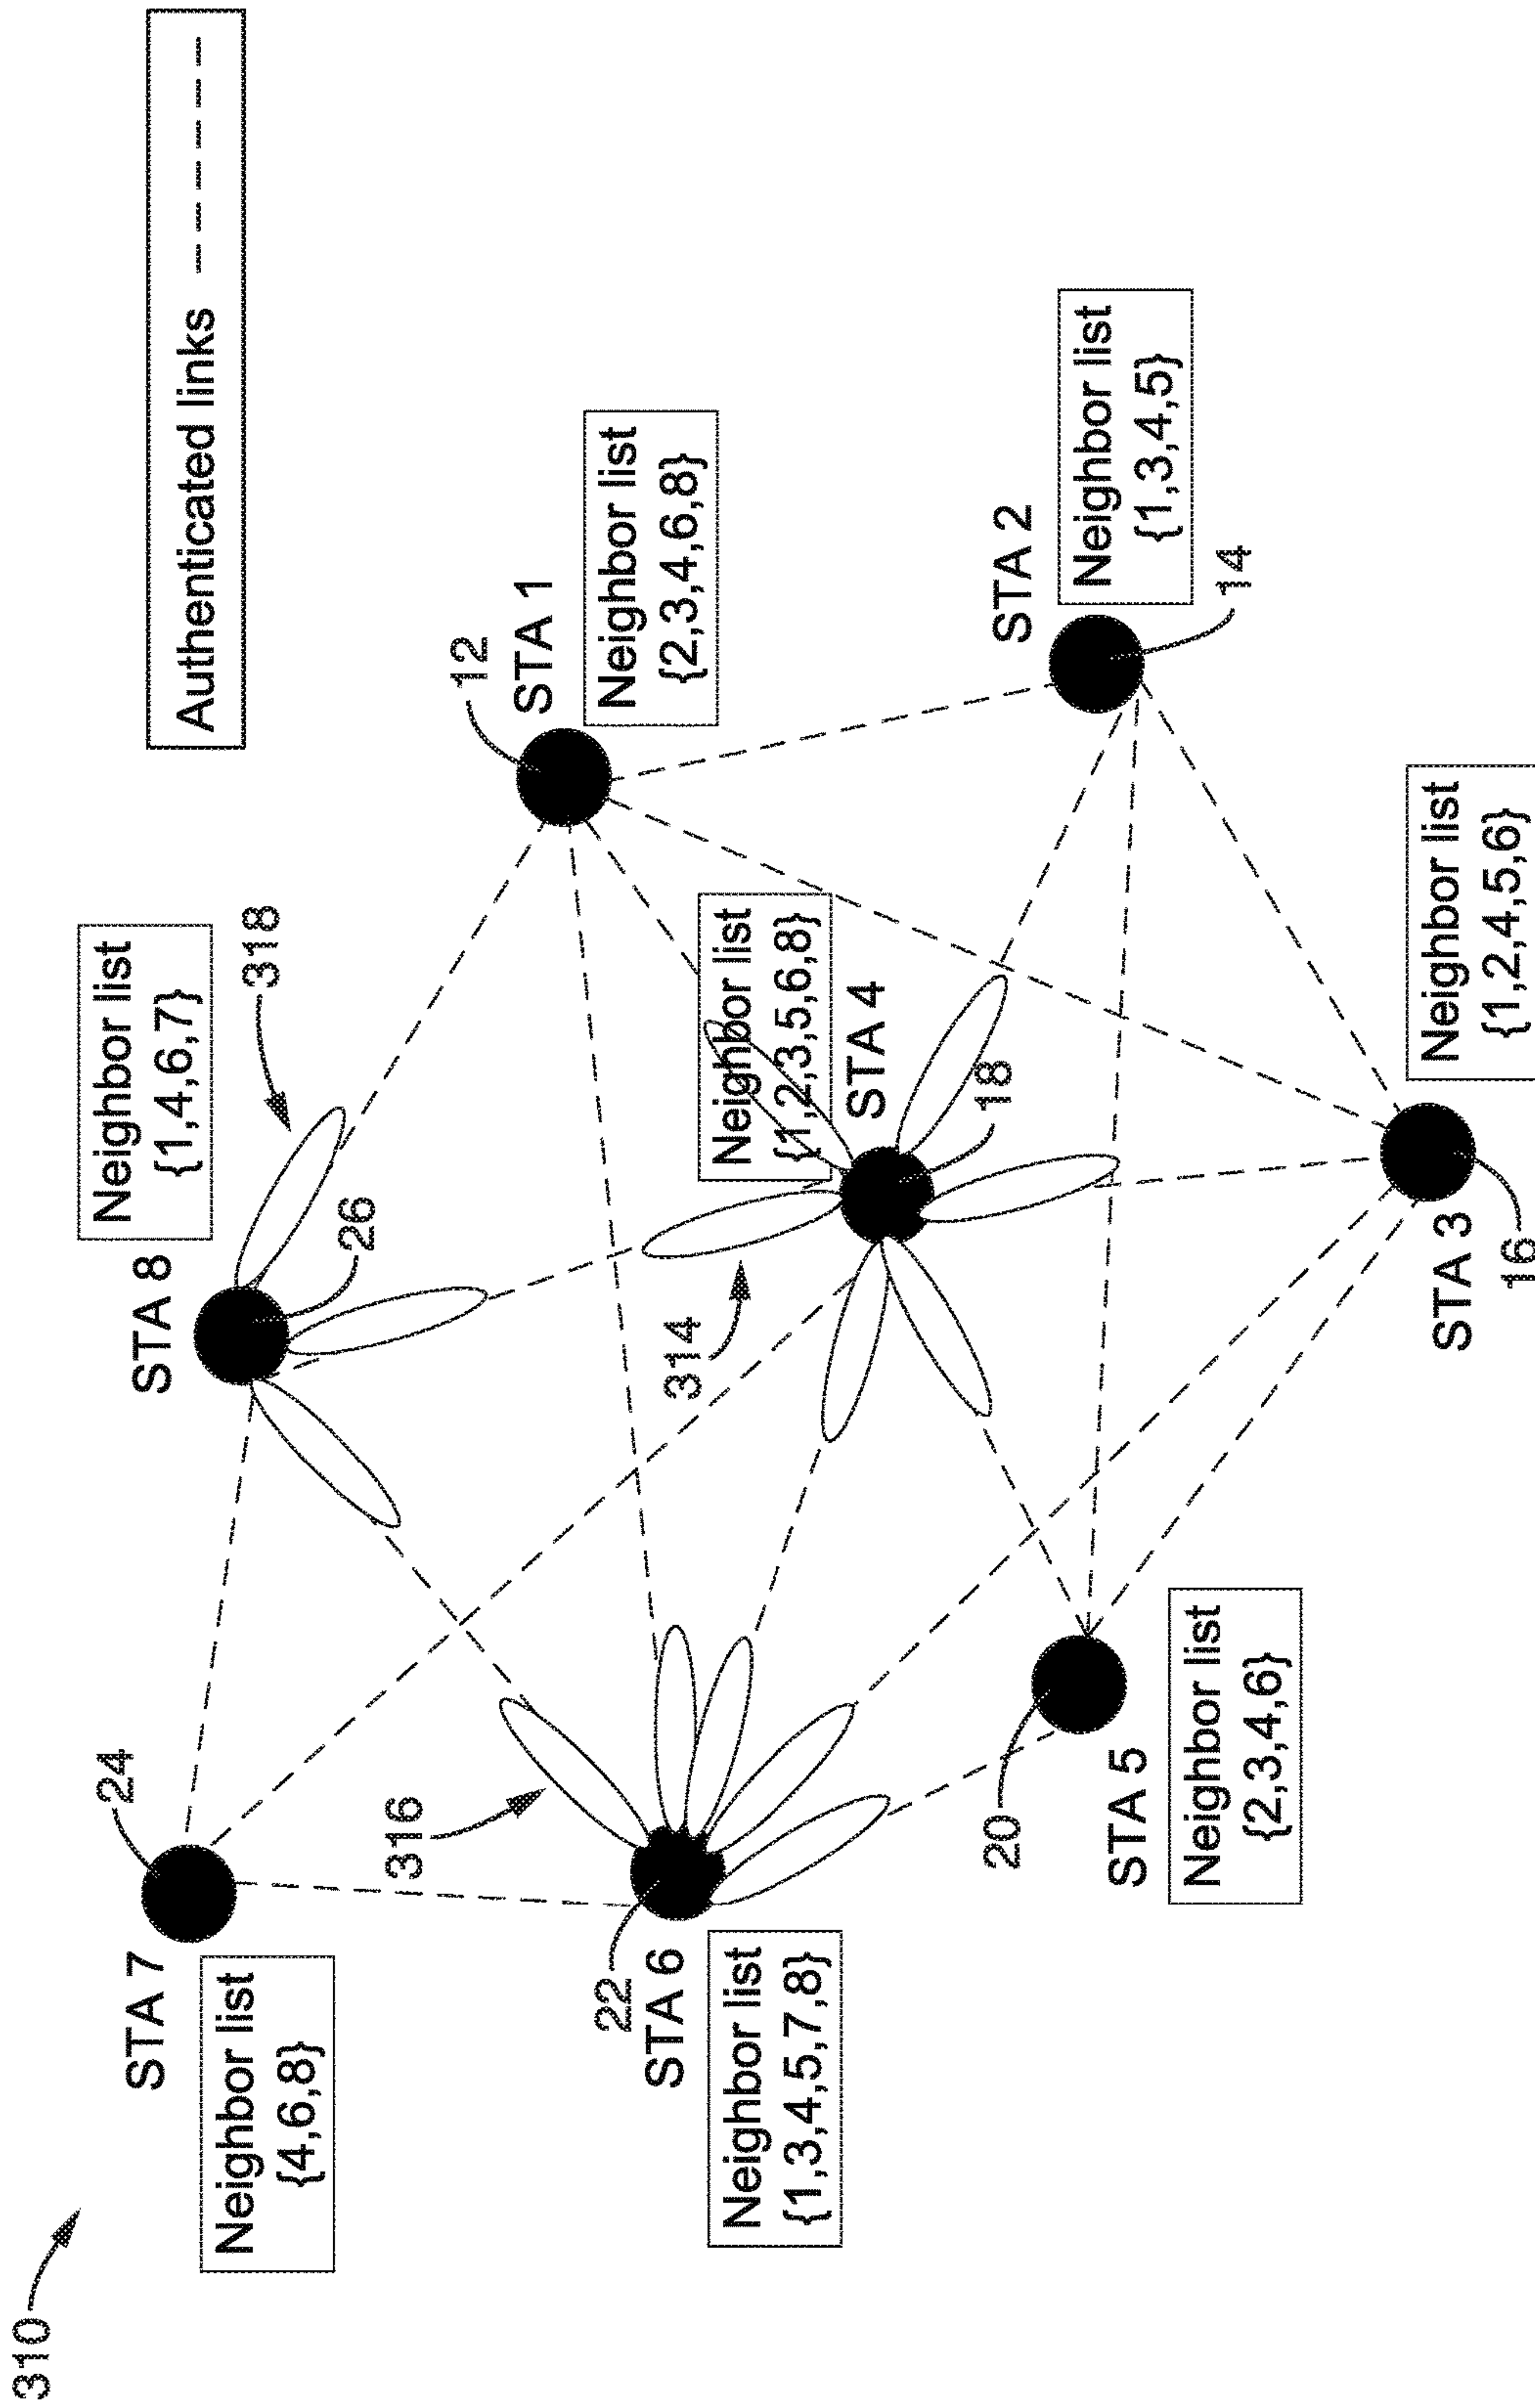 310
Authenticated links
STA 7
24
Neighbor list
{4,6,8}
STA 8
26
Neighbor list
{1,4,6,7}
318
316
12
STA 1
Neighbor list
{2,3,4,6,8}
22
STA 6
Neighbor list
{1,3,4,5,7,8}
314
Neighbor list
{1,2,3,5,6,8}
STA 4
18
STA 2
Neighbor list
{1,3,4,5}
14
20
STA 5
Neighbor list
{2,3,4,6}
STA 3
16
Neighbor list
{1,2,4,5,6}